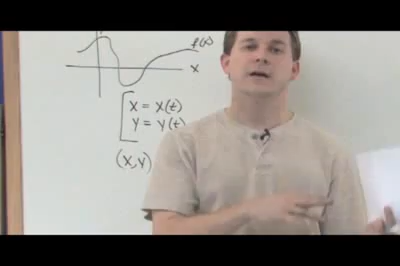 f(x)
x
x = x(t)
y = y(t)
(x, y)